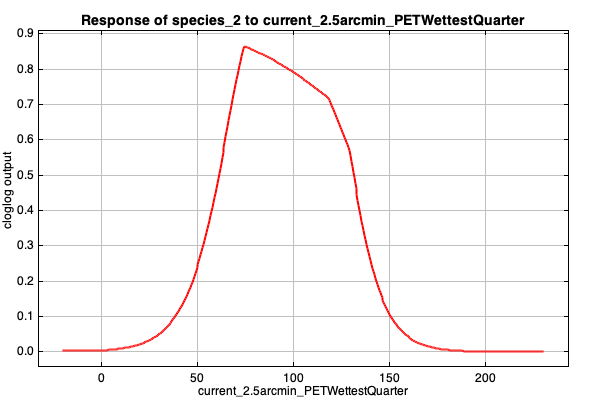 Response of species_2 to current_2.5arcmin_PETWettestQuarter
0.9
0.8
0.7
0.6
0.5
0.4
0.3
0.2
0.1
0.0
cloglog output
0 50 100 150 200
current_2.5arcmin_PETWettestQuarter